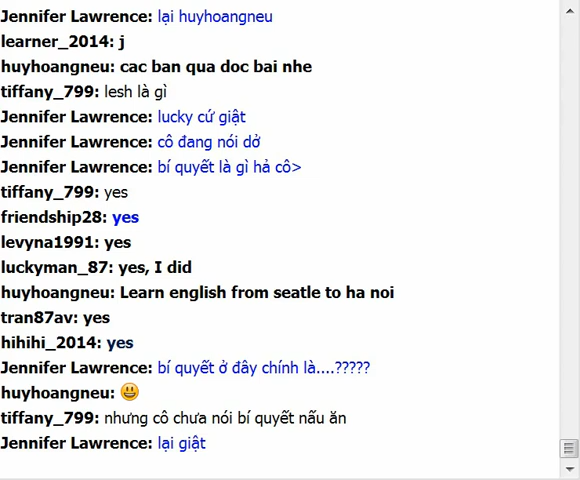 Jennifer Lawrence: lại huyhoangneu
learner_2014: j
huyhoangneu: cac ban qua doc bai nhe
tiffany_799: lesh là gì
Jennifer Lawrence: lucky cứ giật
Jennifer Lawrence: cô đang nói dở
Jennifer Lawrence: bí quyết là gì hả cô>
tiffany_799: yes
friendship28: yes
levyna1991: yes
luckyman_87: yes, I did
huyhoangneu: Learn english from seatle to ha noi
tran87av: yes
hihihi_2014: yes
Jennifer Lawrence: bí quyết ở đây chính là....?????
huyhoangneu: 😃
tiffany_799: nhưng cô chưa nói bí quyết nấu ăn
Jennifer Lawrence: lại giật